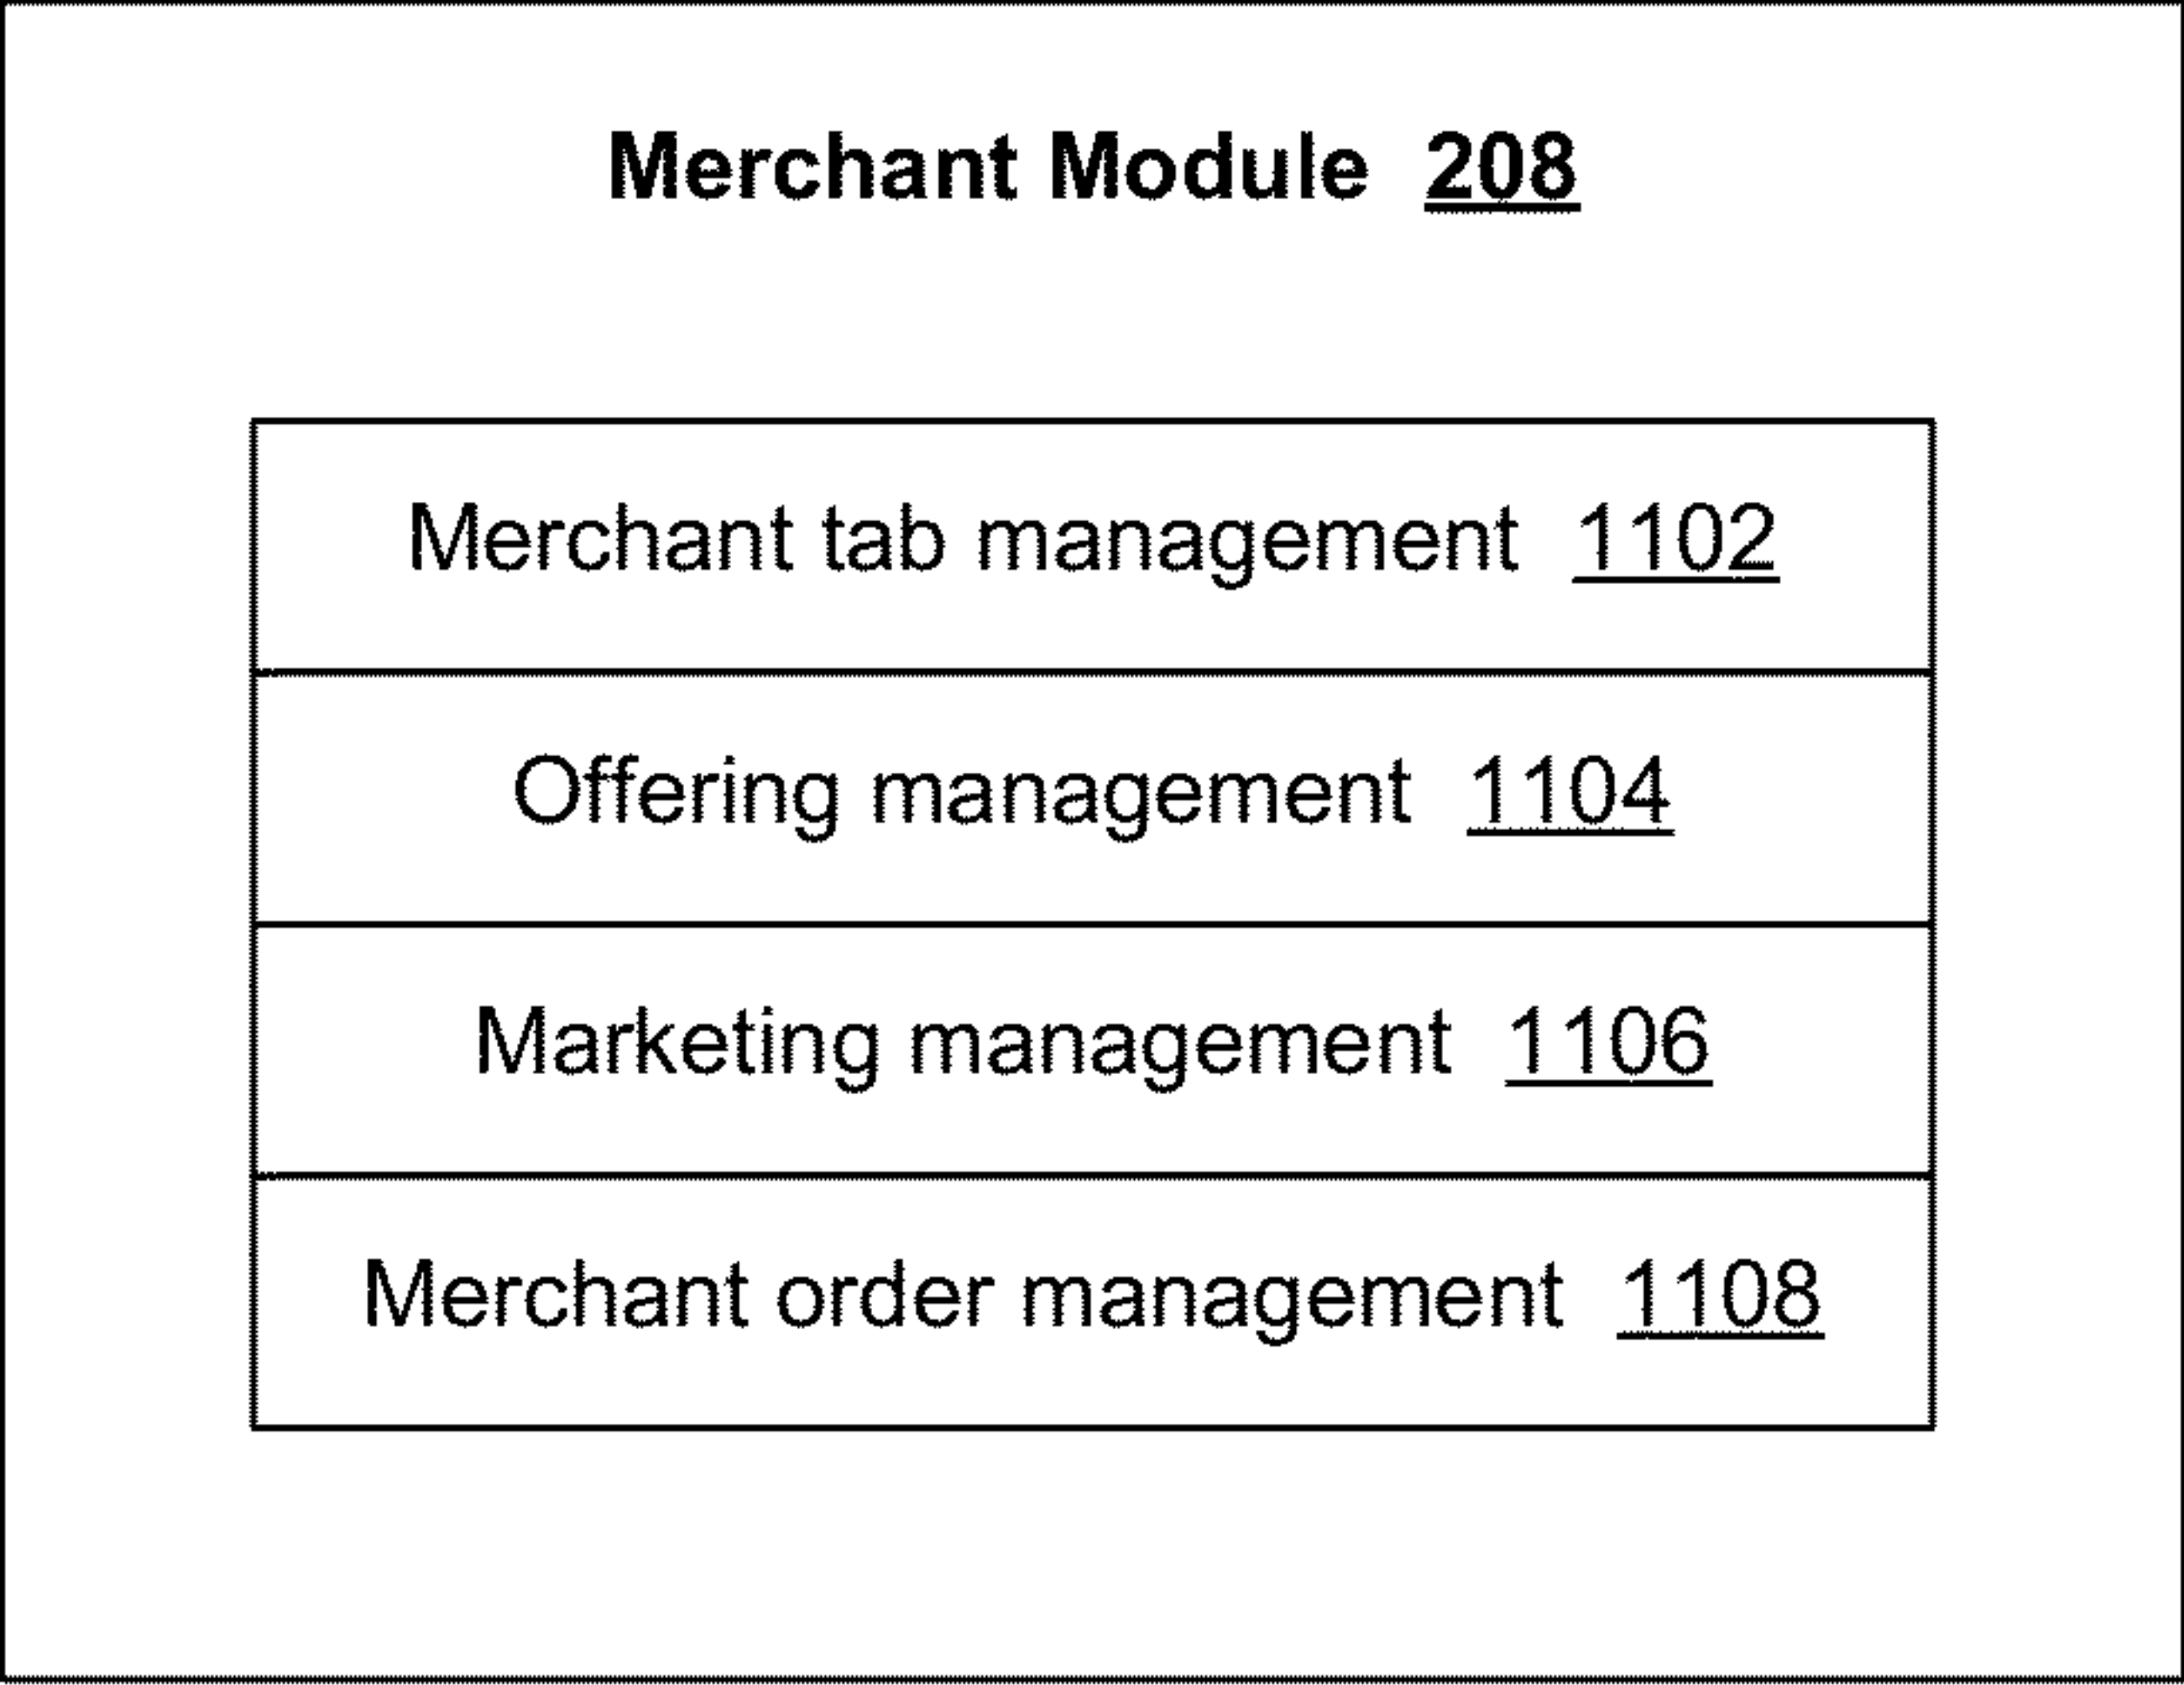 Merchant Module 208
Merchant tab management 1102
Offering management 1104
Marketing management 1106
Merchant order management 1108